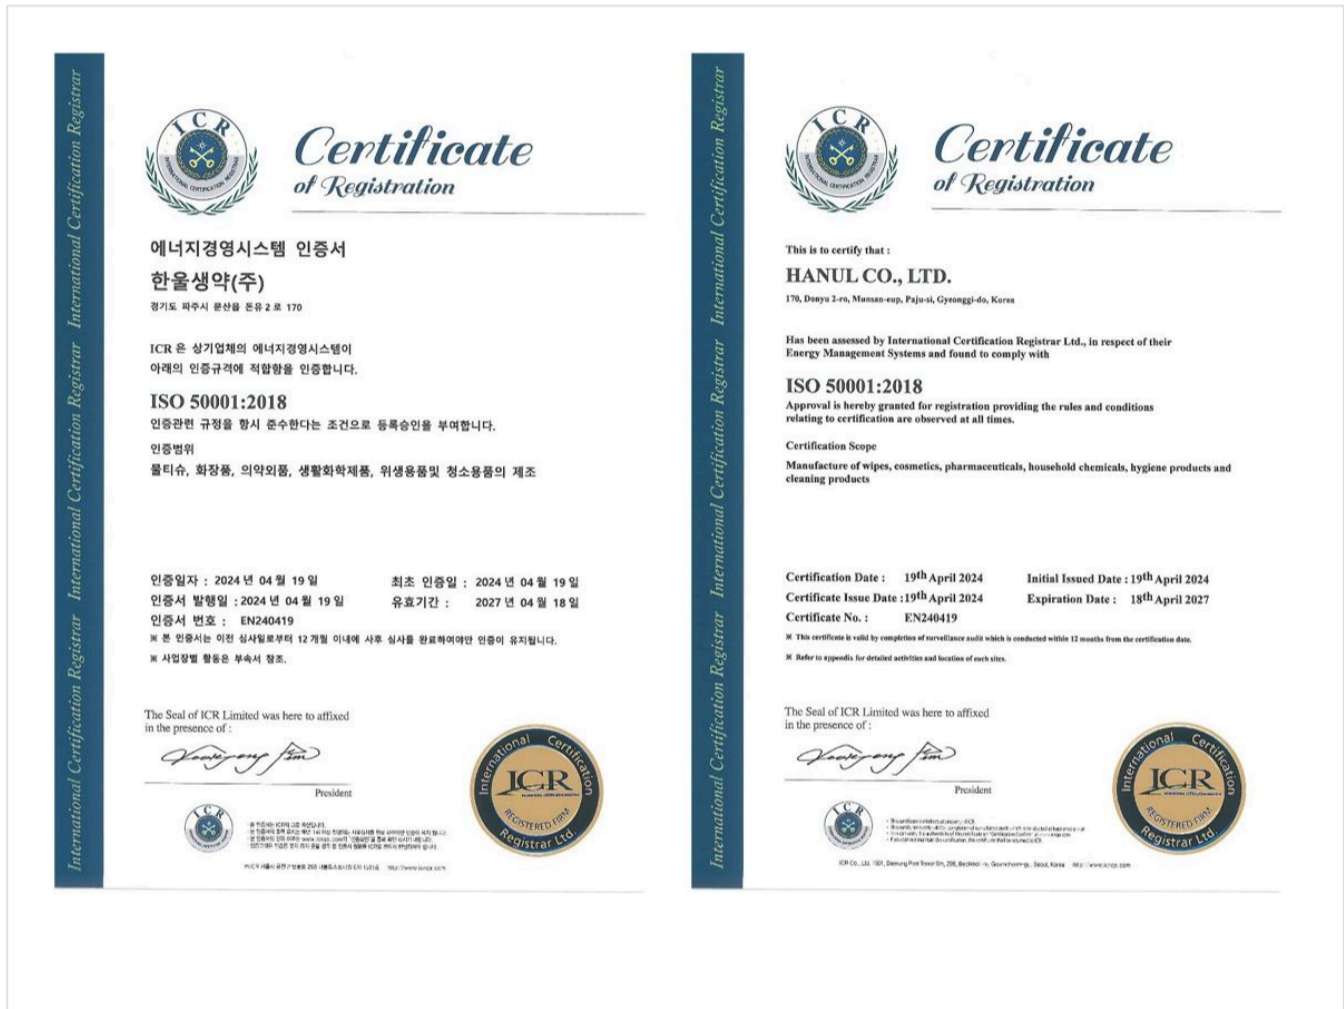 International Certification Registrar International Certification Registrar International Certification Registrar
ICR
INTERNATIONAL CERTIFICATION REGISTRAR
Certificate
of Registration
에너지경영시스템 인증서
한울생약(주)
경기도 파주시 문산읍 돈유2로 170
ICR 은 상기업체의 에너지경영시스템이
아래의 인증규격에 적합함을 인증합니다.
ISO 50001:2018
인증관련 규정을 항시 준수한다는 조건으로 등록승인을 부여합니다.
인증범위
물티슈, 화장품, 의약외품, 생활화학제품, 위생용품및 청소용품의 제조
인증일자 : 2024 년 04 월 19 일 최초 인증일 : 2024 년 04 월 19 일
인증서 발행일 : 2024 년 04 월 19 일 유효기간 : 2027 년 04 월 18 일
인증서 번호 : EN240419
※ 본 인증서는 이전 심사일로부터 12 개월 이내에 사후 심사를 완료하여야만 인증이 유지됩니다.
※ 사업장별 활동은 부속서 참조.
The Seal of ICR Limited was here to affixed
in the presence of :
President
ICR
International Certification
ICR
REGISTERED FIRM
Registrar Ltd.
International Certification Registrar International Certification Registrar International Certification Registrar
ICR
INTERNATIONAL CERTIFICATION REGISTRAR
Certificate
of Registration
This is to certify that :
HANUL CO., LTD.
170, Donyu 2-ro, Munsan-eup, Paju-si, Gyeonggi-do, Korea
Has been assessed by International Certification Registrar Ltd., in respect of their
Energy Management Systems and found to comply with
ISO 50001:2018
Approval is hereby granted for registration providing the rules and conditions
relating to certification are observed at all times.
Certification Scope
Manufacture of wipes, cosmetics, pharmaceuticals, household chemicals, hygiene products and
cleaning products
Certification Date : 19th April 2024 Initial Issued Date : 19th April 2024
Certificate Issue Date : 19th April 2024 Expiration Date : 18th April 2027
Certificate No. : EN240419
※ This certificate is valid by completion of surveillance audit which is conducted within 12 months from the certification date.
※ Refer to appendix for detailed activities and location of each sites.
The Seal of ICR Limited was here to affixed
in the presence of :
President
ICR
International Certification
ICR
REGISTERED FIRM
Registrar Ltd.